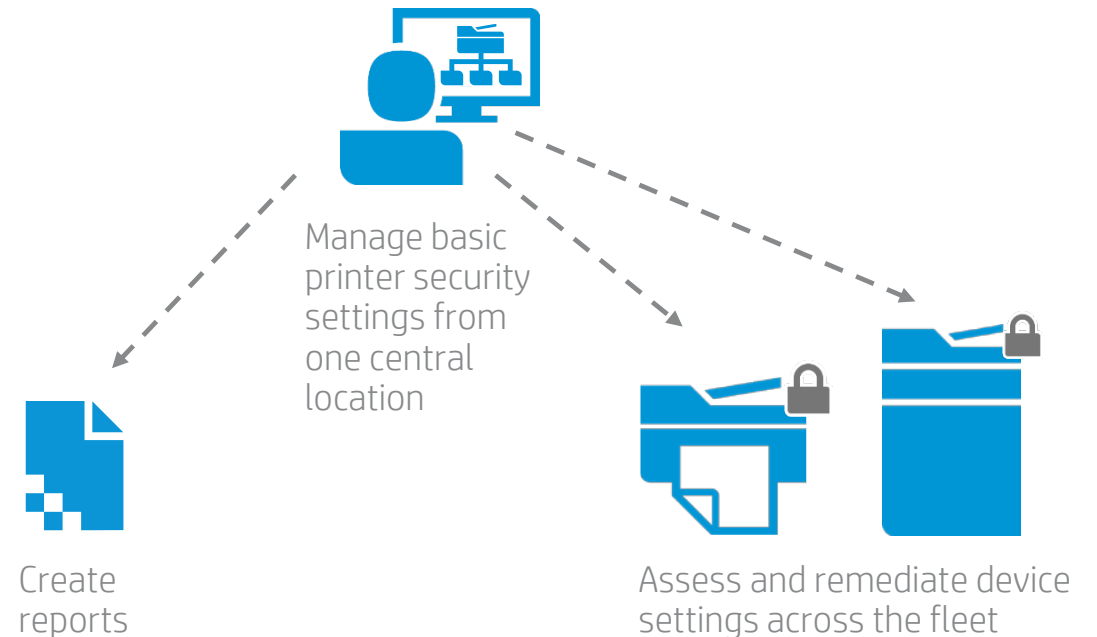 Manage basic
printer security
settings from
one central
location
Create
reports
Assess and remediate device
settings across the fleet